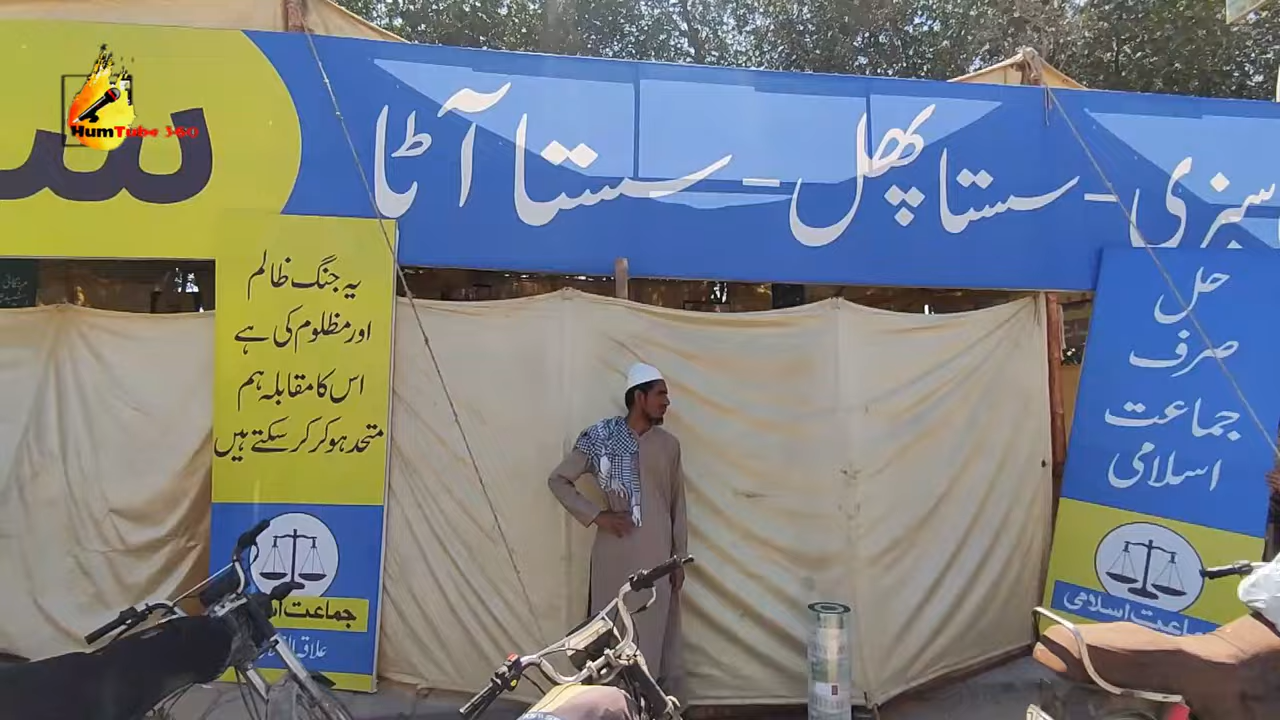 HumTube 360
سبزی - سستا پھل - سستا آٹا
یہ جنگ ظالم
اور مظلوم کی ہے
اس کا مقابلہ ہم
متحد ہو کر کر سکتے ہیں
جماعت
علاقہ
حل
صرف
جماعت
اسلامی
جماعت اسلامی